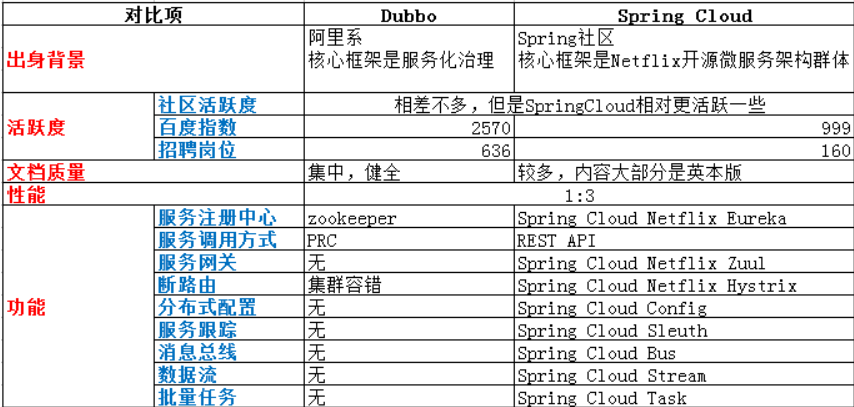 对比项 Dubbo Spring Cloud
出身背景 阿里系 Spring社区
核心框架是服务化治理 核心框架是Netflix开源微服务架构群体
活跃度 社区活跃度 相差不多，但是SpringCloud相对更活跃一些
百度指数 2570 999
招聘岗位 636 160
文档质量 集中，健全 较多，内容大部分是英本版
性能 1:3
功能 服务注册中心 zookeeper Spring Cloud Netflix Eureka
服务调用方式 PRC REST API
服务网关 无 Spring Cloud Netflix Zuul
断路由 集群容错 Spring Cloud Netflix Hystrix
分布式配置 无 Spring Cloud Config
服务跟踪 无 Spring Cloud Sleuth
消息总线 无 Spring Cloud Bus
数据流 无 Spring Cloud Stream
批量任务 无 Spring Cloud Task